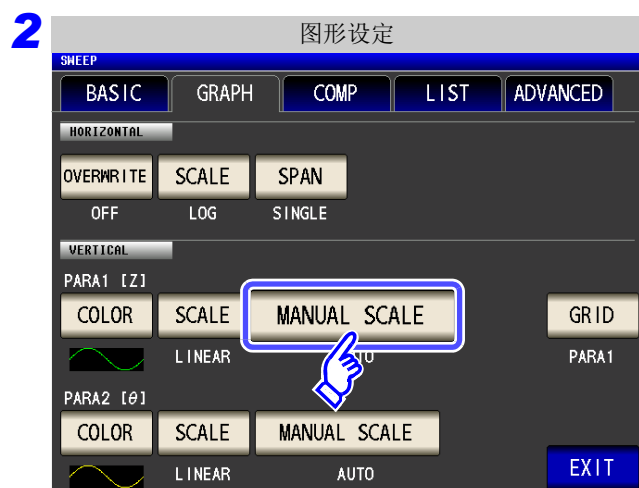 2
图形设定
SWEEP
BASIC GRAPH COMP LIST ADVANCED
HORIZONTAL
OVERWRITE SCALE SPAN
OFF LOG SINGLE
VERTICAL
PARA1 [Z]
COLOR SCALE MANUAL SCALE GRID
LINEAR PARA1
PARA2 [θ]
COLOR SCALE MANUAL SCALE
LINEAR AUTO EXIT